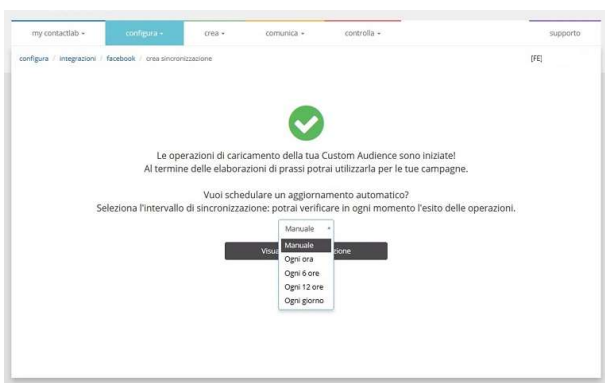 my contactlab
configura
crea
comunica
controlla
supporto
configura / integrazioni / facebook / crea sincronizzazione
[FE]
Le operazioni di caricamento della tua Custom Audience sono iniziate!
Al termine delle elaborazioni di prassi potrai utilizzarla per le tue campagne.
Vuoi schedulare un aggiornamento automatico?
Seleziona l'intervallo di sincronizzazione: potrai verificare in ogni momento l'esito delle operazioni.
Manuale
Manuale
Ogni ora
Ogni 6 ore
Ogni 12 ore
Ogni giorno